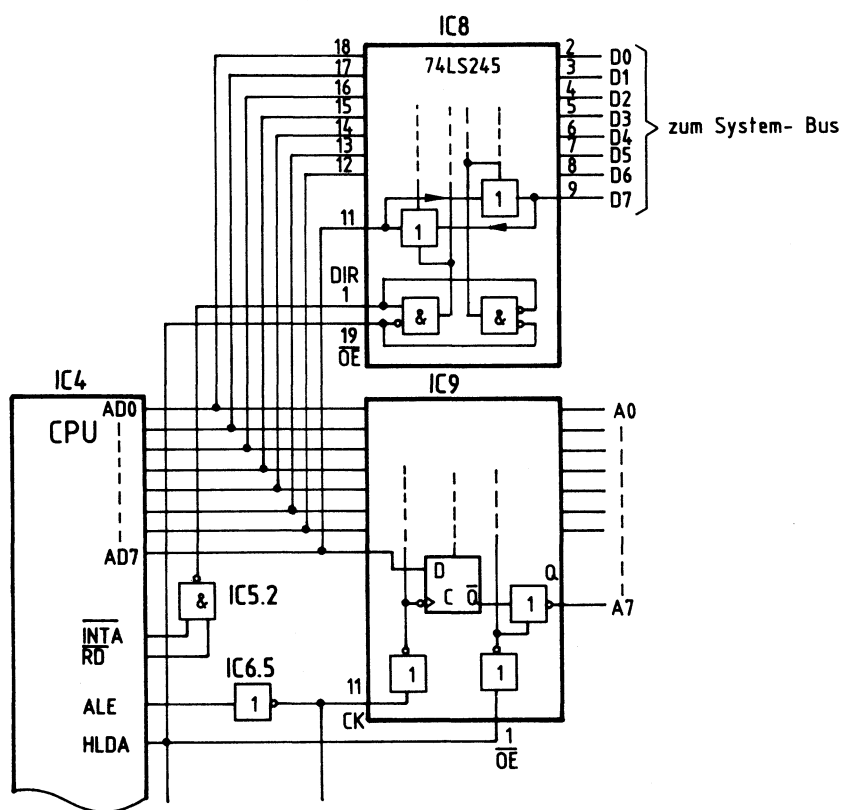 IC8
74LS245
18
17
16
15
14
13
12
11
DIR
1
19
OE
2
3
4
5
6
7
8
9
D0
D1
D2
D3
D4
D5
D6
D7
zum System- Bus
1
1
&
&
IC4
CPU
AD0
AD7
INTA
RD
ALE
HLDA
&
IC5.2
IC6.5
1
IC9
11
CK
D
C
Q
1
1
1
Q
1
OE
A0
A7